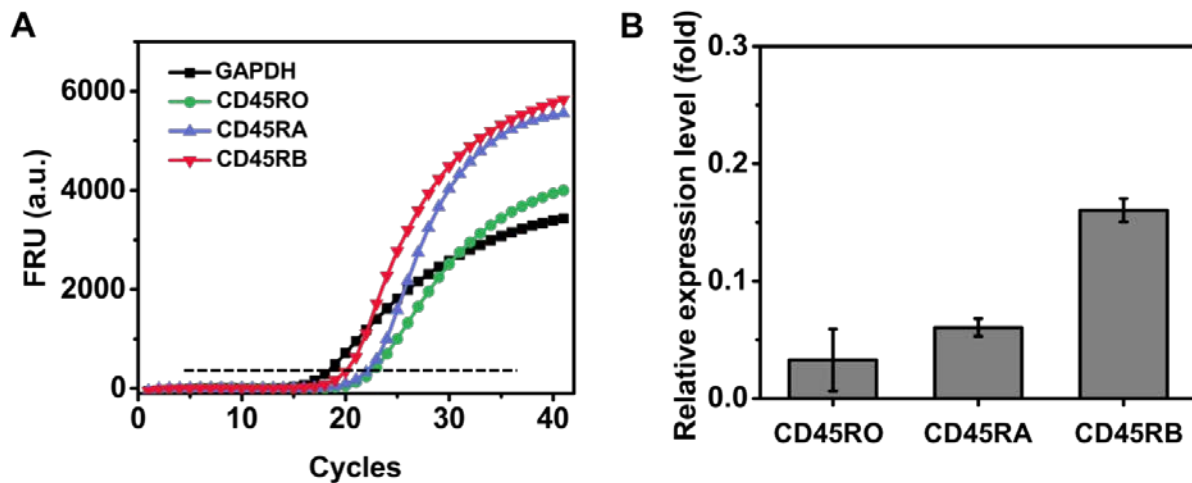 A
FRU (a.u.)
6000
4000
2000
0
GAPDH
CD45RO
CD45RA
CD45RB
0 10 20 30 40
Cycles
B
Relative expression level (fold)
0.3
0.2
0.1
0.0
CD45RO CD45RA CD45RB